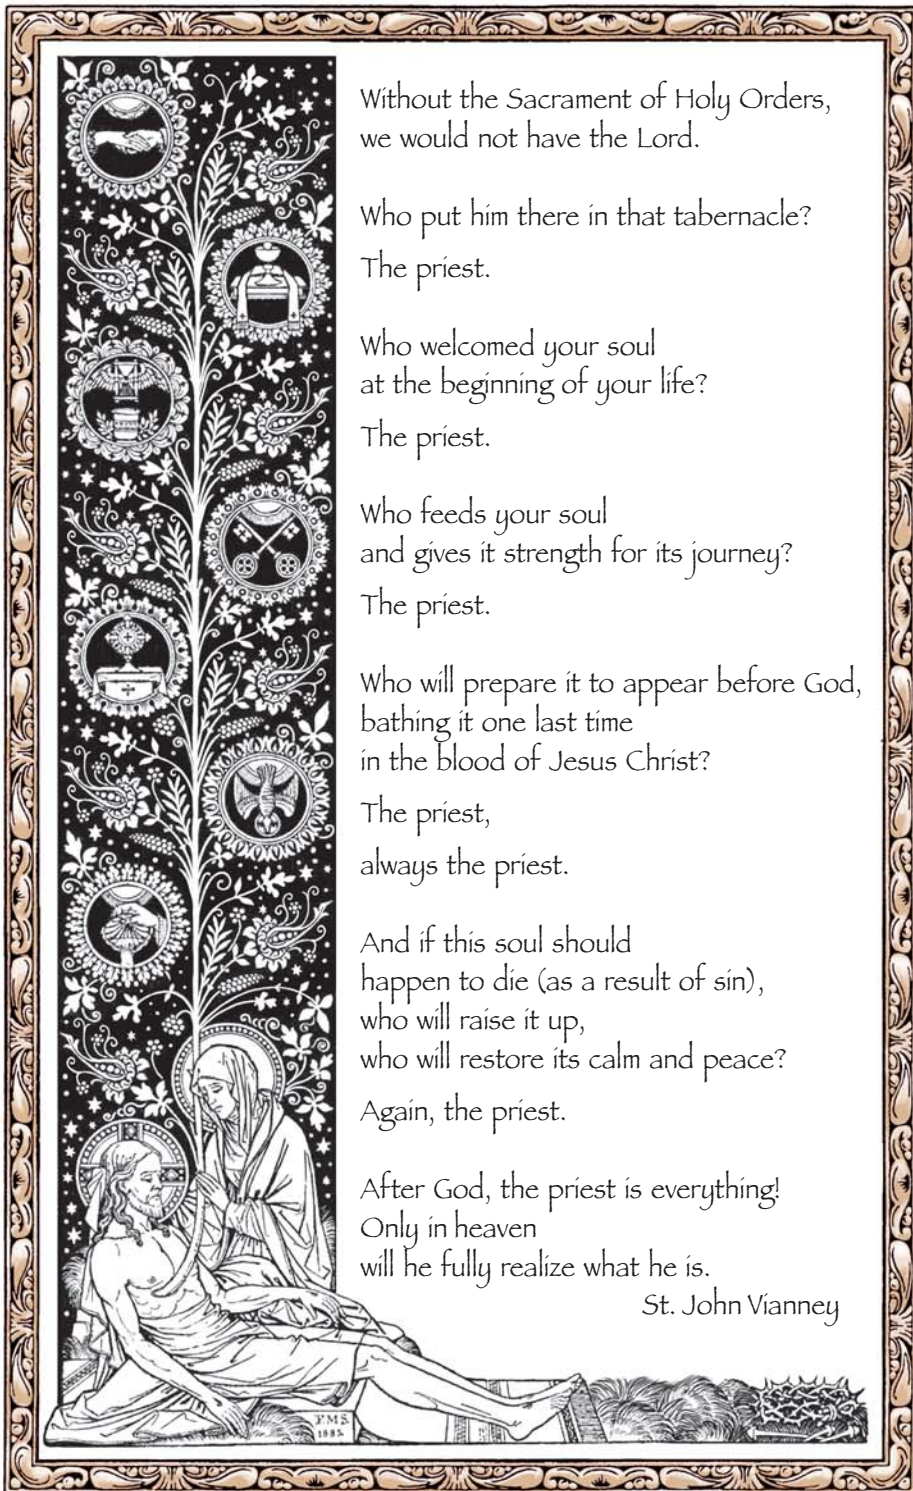 Without the Sacrament of Holy Orders,
we would not have the Lord.
Who put him there in that tabernacle?
The priest.
Who welcomed your soul
at the beginning of your life?
The priest.
Who feeds your soul
and gives it strength for its journey?
The priest.
Who will prepare it to appear before God,
bathing it one last time
in the blood of Jesus Christ?
The priest,
always the priest.
And if this soul should
happen to die (as a result of sin),
who will raise it up,
who will restore its calm and peace?
Again, the priest.
After God, the priest is everything!
Only in heaven
will he fully realize what he is.
St. John Vianney
F.M.S.
1882